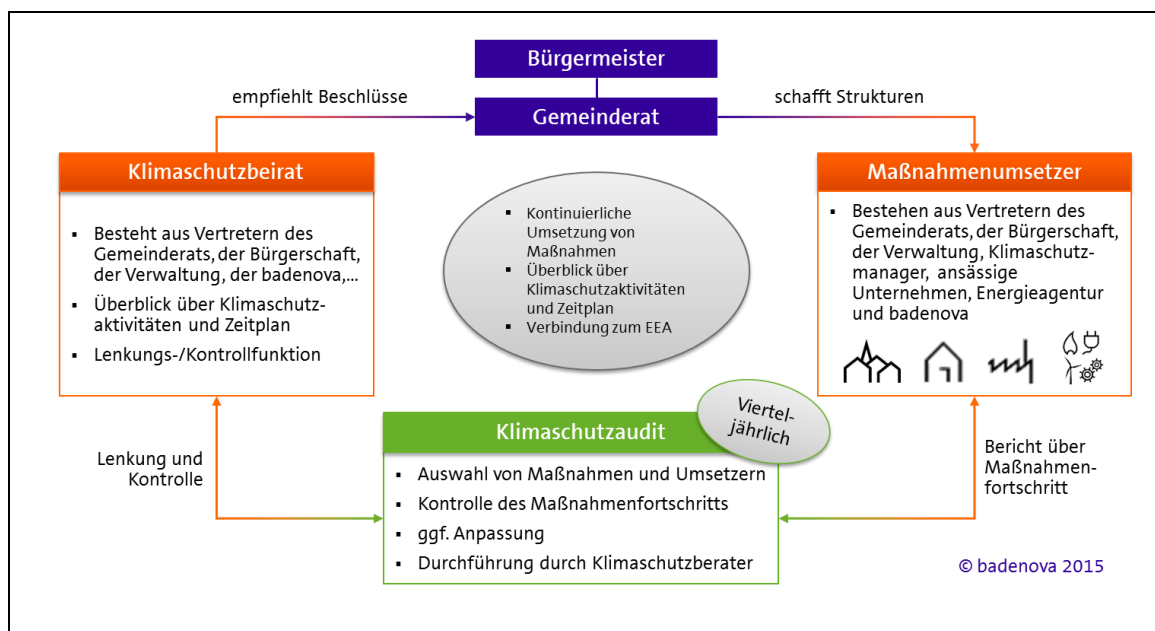 Bürgermeister
empfiehlt Beschlüsse
schafft Strukturen
Gemeinderat
Klimaschutzbeirat
▪ Besteht aus Vertretern des
Gemeinderats, der Bürgerschaft,
der Verwaltung, der badenova,...
▪ Überblick über Klimaschutz-
aktivitäten und Zeitplan
▪ Lenkungs-/Kontrollfunktion
▪ Kontinuierliche
Umsetzung von
Maßnahmen
▪ Überblick über
Klimaschutzaktivitäten
und Zeitplan
▪ Verbindung zum EEA
Maßnahmenumsetzer
▪ Bestehen aus Vertretern des
Gemeinderats, der Bürgerschaft,
der Verwaltung, Klimaschutz-
manager, ansässige
Unternehmen, Energieagentur
und badenova
Lenkung und
Kontrolle
Klimaschutzaudit
Viertel-
jährlich
▪ Auswahl von Maßnahmen und Umsetzern
▪ Kontrolle des Maßnahmenfortschritts
▪ ggf. Anpassung
▪ Durchführung durch Klimaschutzberater
Bericht über
Maßnahmen-
fortschritt
© badenova 2015